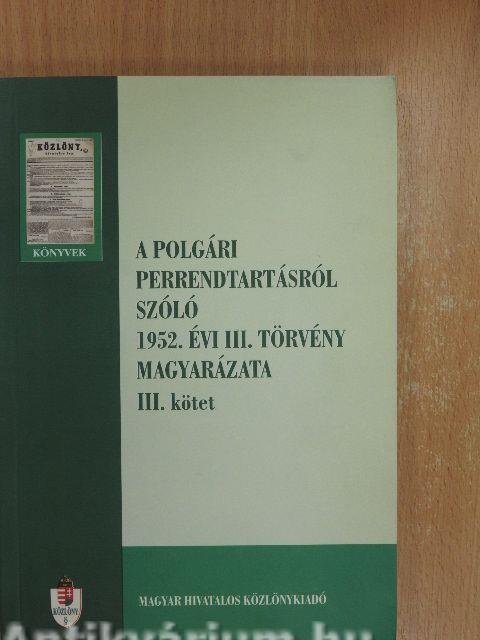 KÖZLÖNY,
KÖNYVEK
A POLGÁRI
PERRENDTARTÁSRÓL
SZÓLÓ
1952. ÉVI III. TÖRVÉNY
MAGYARÁZATA
III. kötet
KÖZLÖNY
MAGYAR HIVATALOS KÖZLÖNYKIADÓ
Antikvárium.hu